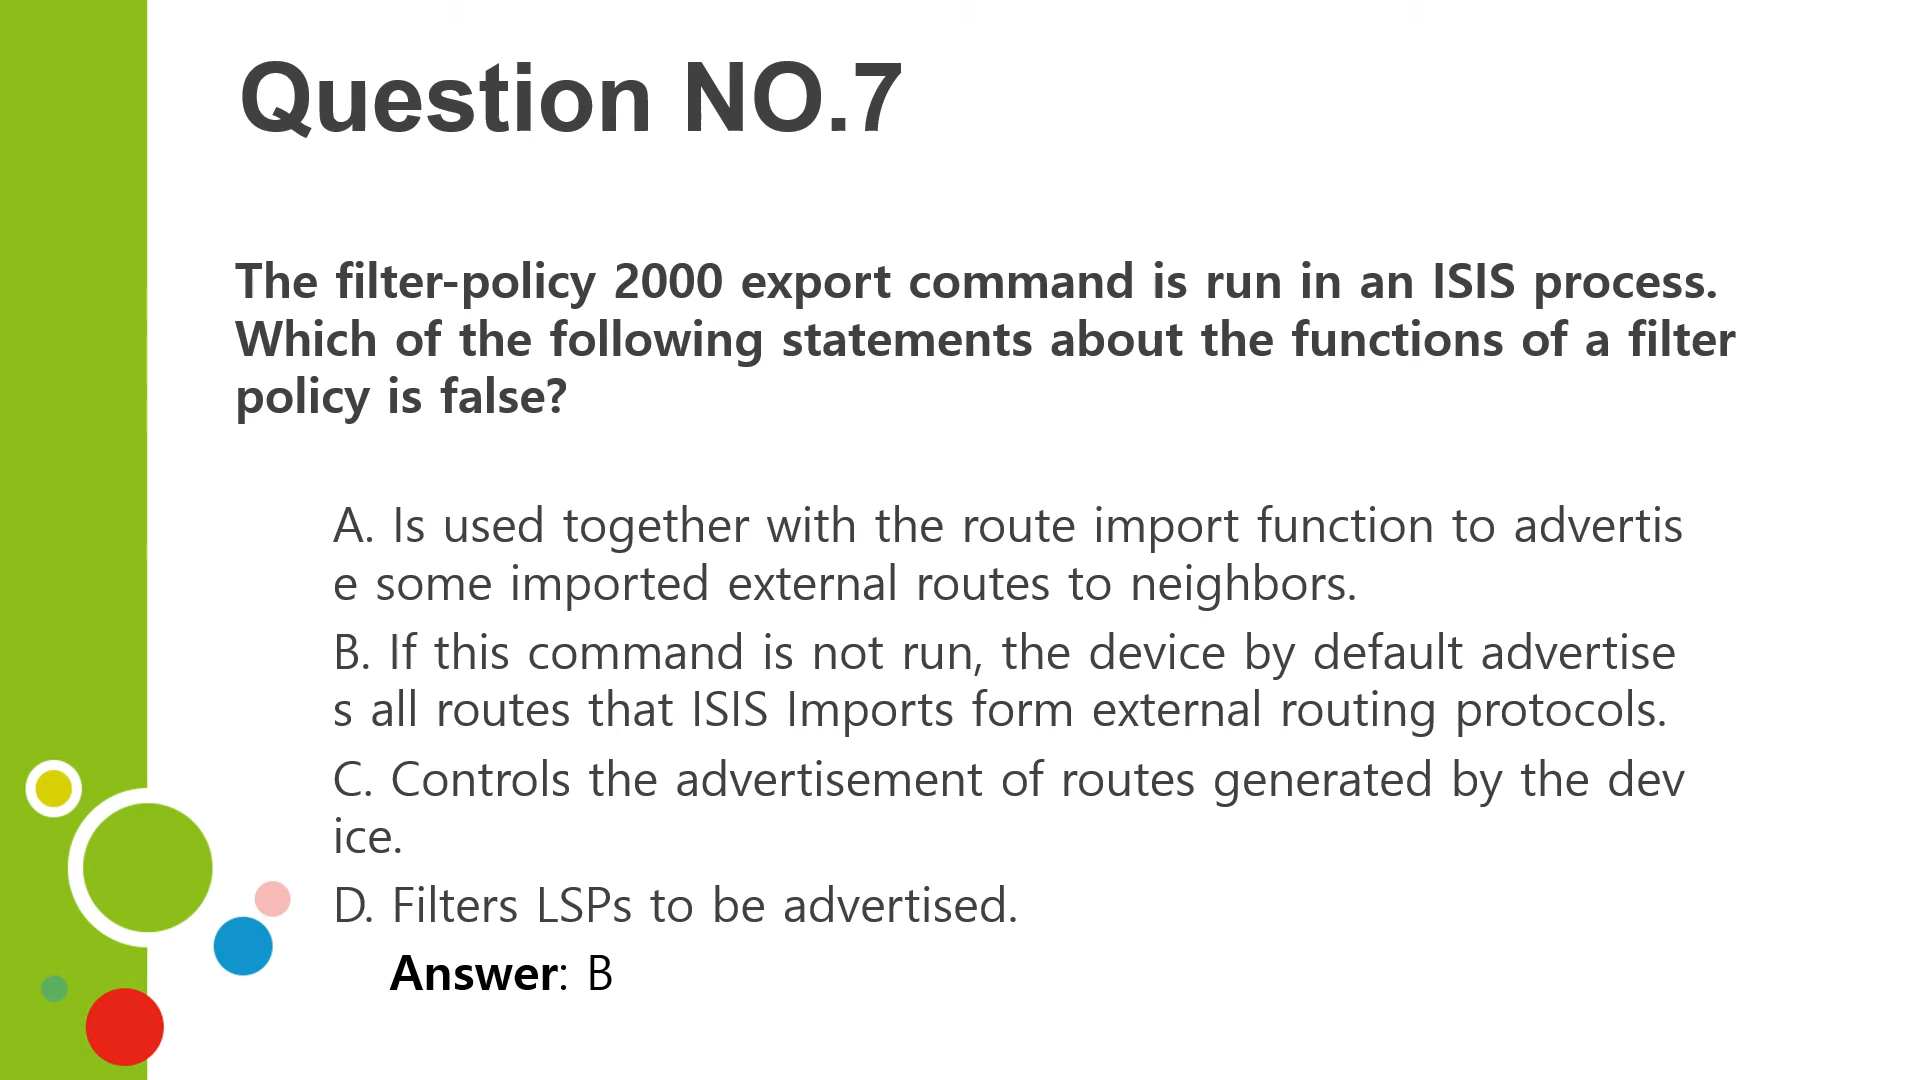 Question NO.7
The filter-policy 2000 export command is run in an ISIS process.
Which of the following statements about the functions of a filter
policy is false?
A. Is used together with the route import function to advertis
e some imported external routes to neighbors.
B. If this command is not run, the device by default advertise
s all routes that ISIS Imports form external routing protocols.
C. Controls the advertisement of routes generated by the dev
ice.
D. Filters LSPs to be advertised.
Answer: B